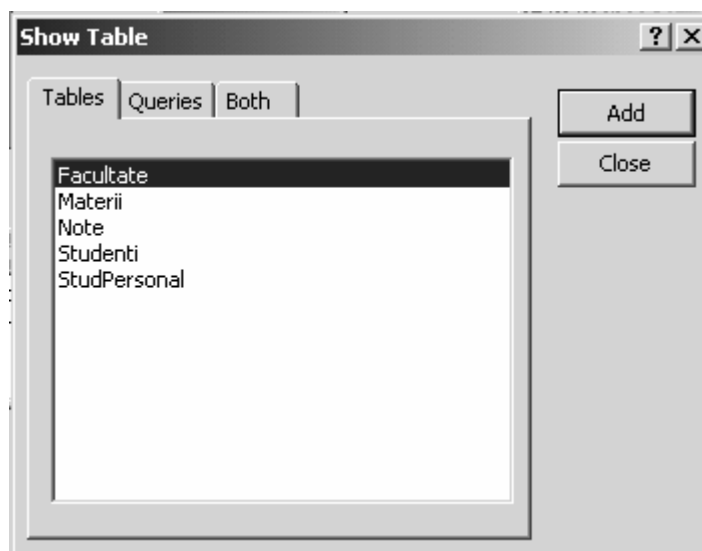 Show Table
Tables Queries Both
Add
Close
Facultate
Materii
Note
Studenti
StudPersonal